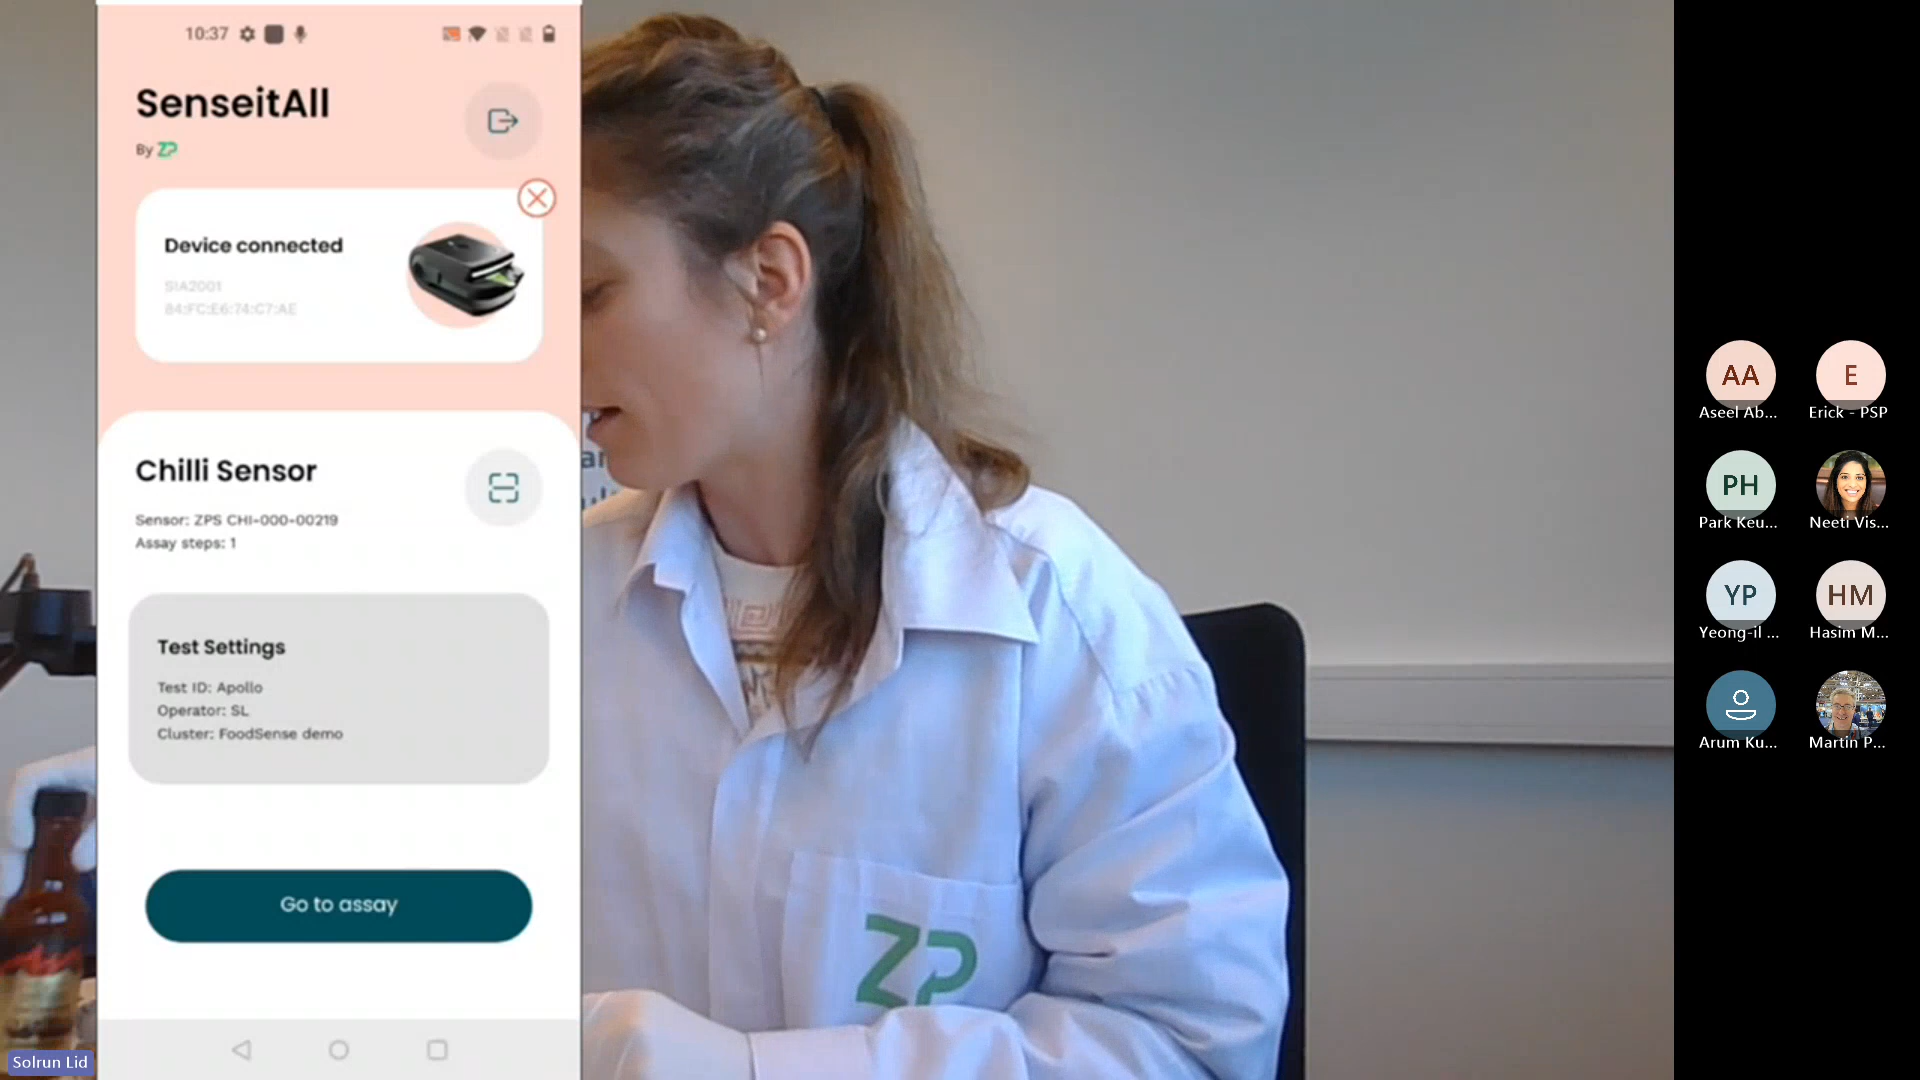 10:37
SenseitAll
By ZP
Device connected
SIA2001
84:FC:E6:74:C7:AE
Chilli Sensor
Sensor: ZPS CHI-000-00219
Assay steps: 1
Test Settings
Test ID: Apollo
Operator: SL
Cluster: FoodSense demo
Go to assay
ZP
Solrun Lid
AA
Aseel Ab...
E
Erick - PSP
PH
Park Keu...
Neeti Vis...
YP
Yeong-il ...
HM
Hasim M...
Arum Ku...
Martin P...